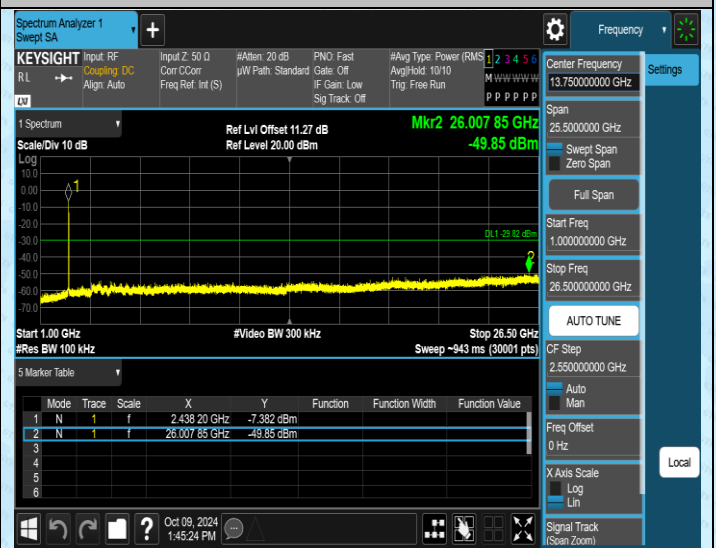 Spectrum Analyzer 1
Swept SA
+
Frequency
KEYSIGHT Input: RF
RL
Coupling: DC
Align: Auto
LXI
Input Z: 50 Ω
Corr CCorr
Freq Ref: Int (S)
#Atten: 20 dB
µW Path: Standard
PNO: Fast
Gate: Off
IF Gain: Low
Sig Track: Off
#Avg Type: Power (RMS
Avg|Hold: 10/10
Trig: Free Run
1 2 3 4 5 6
M W W W W W
P P P P P P
1 Spectrum
Scale/Div 10 dB
Ref Lvl Offset 11.27 dB
Ref Level 20.00 dBm
Mkr2 26.007 85 GHz
-49.85 dBm
Log
10.0
0.00
-10.0
-20.0
-30.0
-40.0
-50.0
-60.0
-70.0
1
DL1 -29.82 dBm
2
Start 1.00 GHz
#Res BW 100 kHz
#Video BW 300 kHz
Stop 26.50 GHz
Sweep ~943 ms (30001 pts)
5 Marker Table
Mode Trace Scale X Y Function Function Width Function Value
1 N 1 f 2.438 20 GHz -7.382 dBm
2 N 1 f 26.007 85 GHz -49.85 dBm
3
4
5
6
Oct 09, 2024
1:45:24 PM
?
Center Frequency
13.75000000 GHz
Settings
Span
25.5000000 GHz
Swept Span
Zero Span
Full Span
Start Freq
1.000000000 GHz
Stop Freq
26.500000000 GHz
AUTO TUNE
CF Step
2.550000000 GHz
Auto
Man
Freq Offset
0 Hz
X Axis Scale
Log
Lin
Local
Signal Track
(Span Zoom)